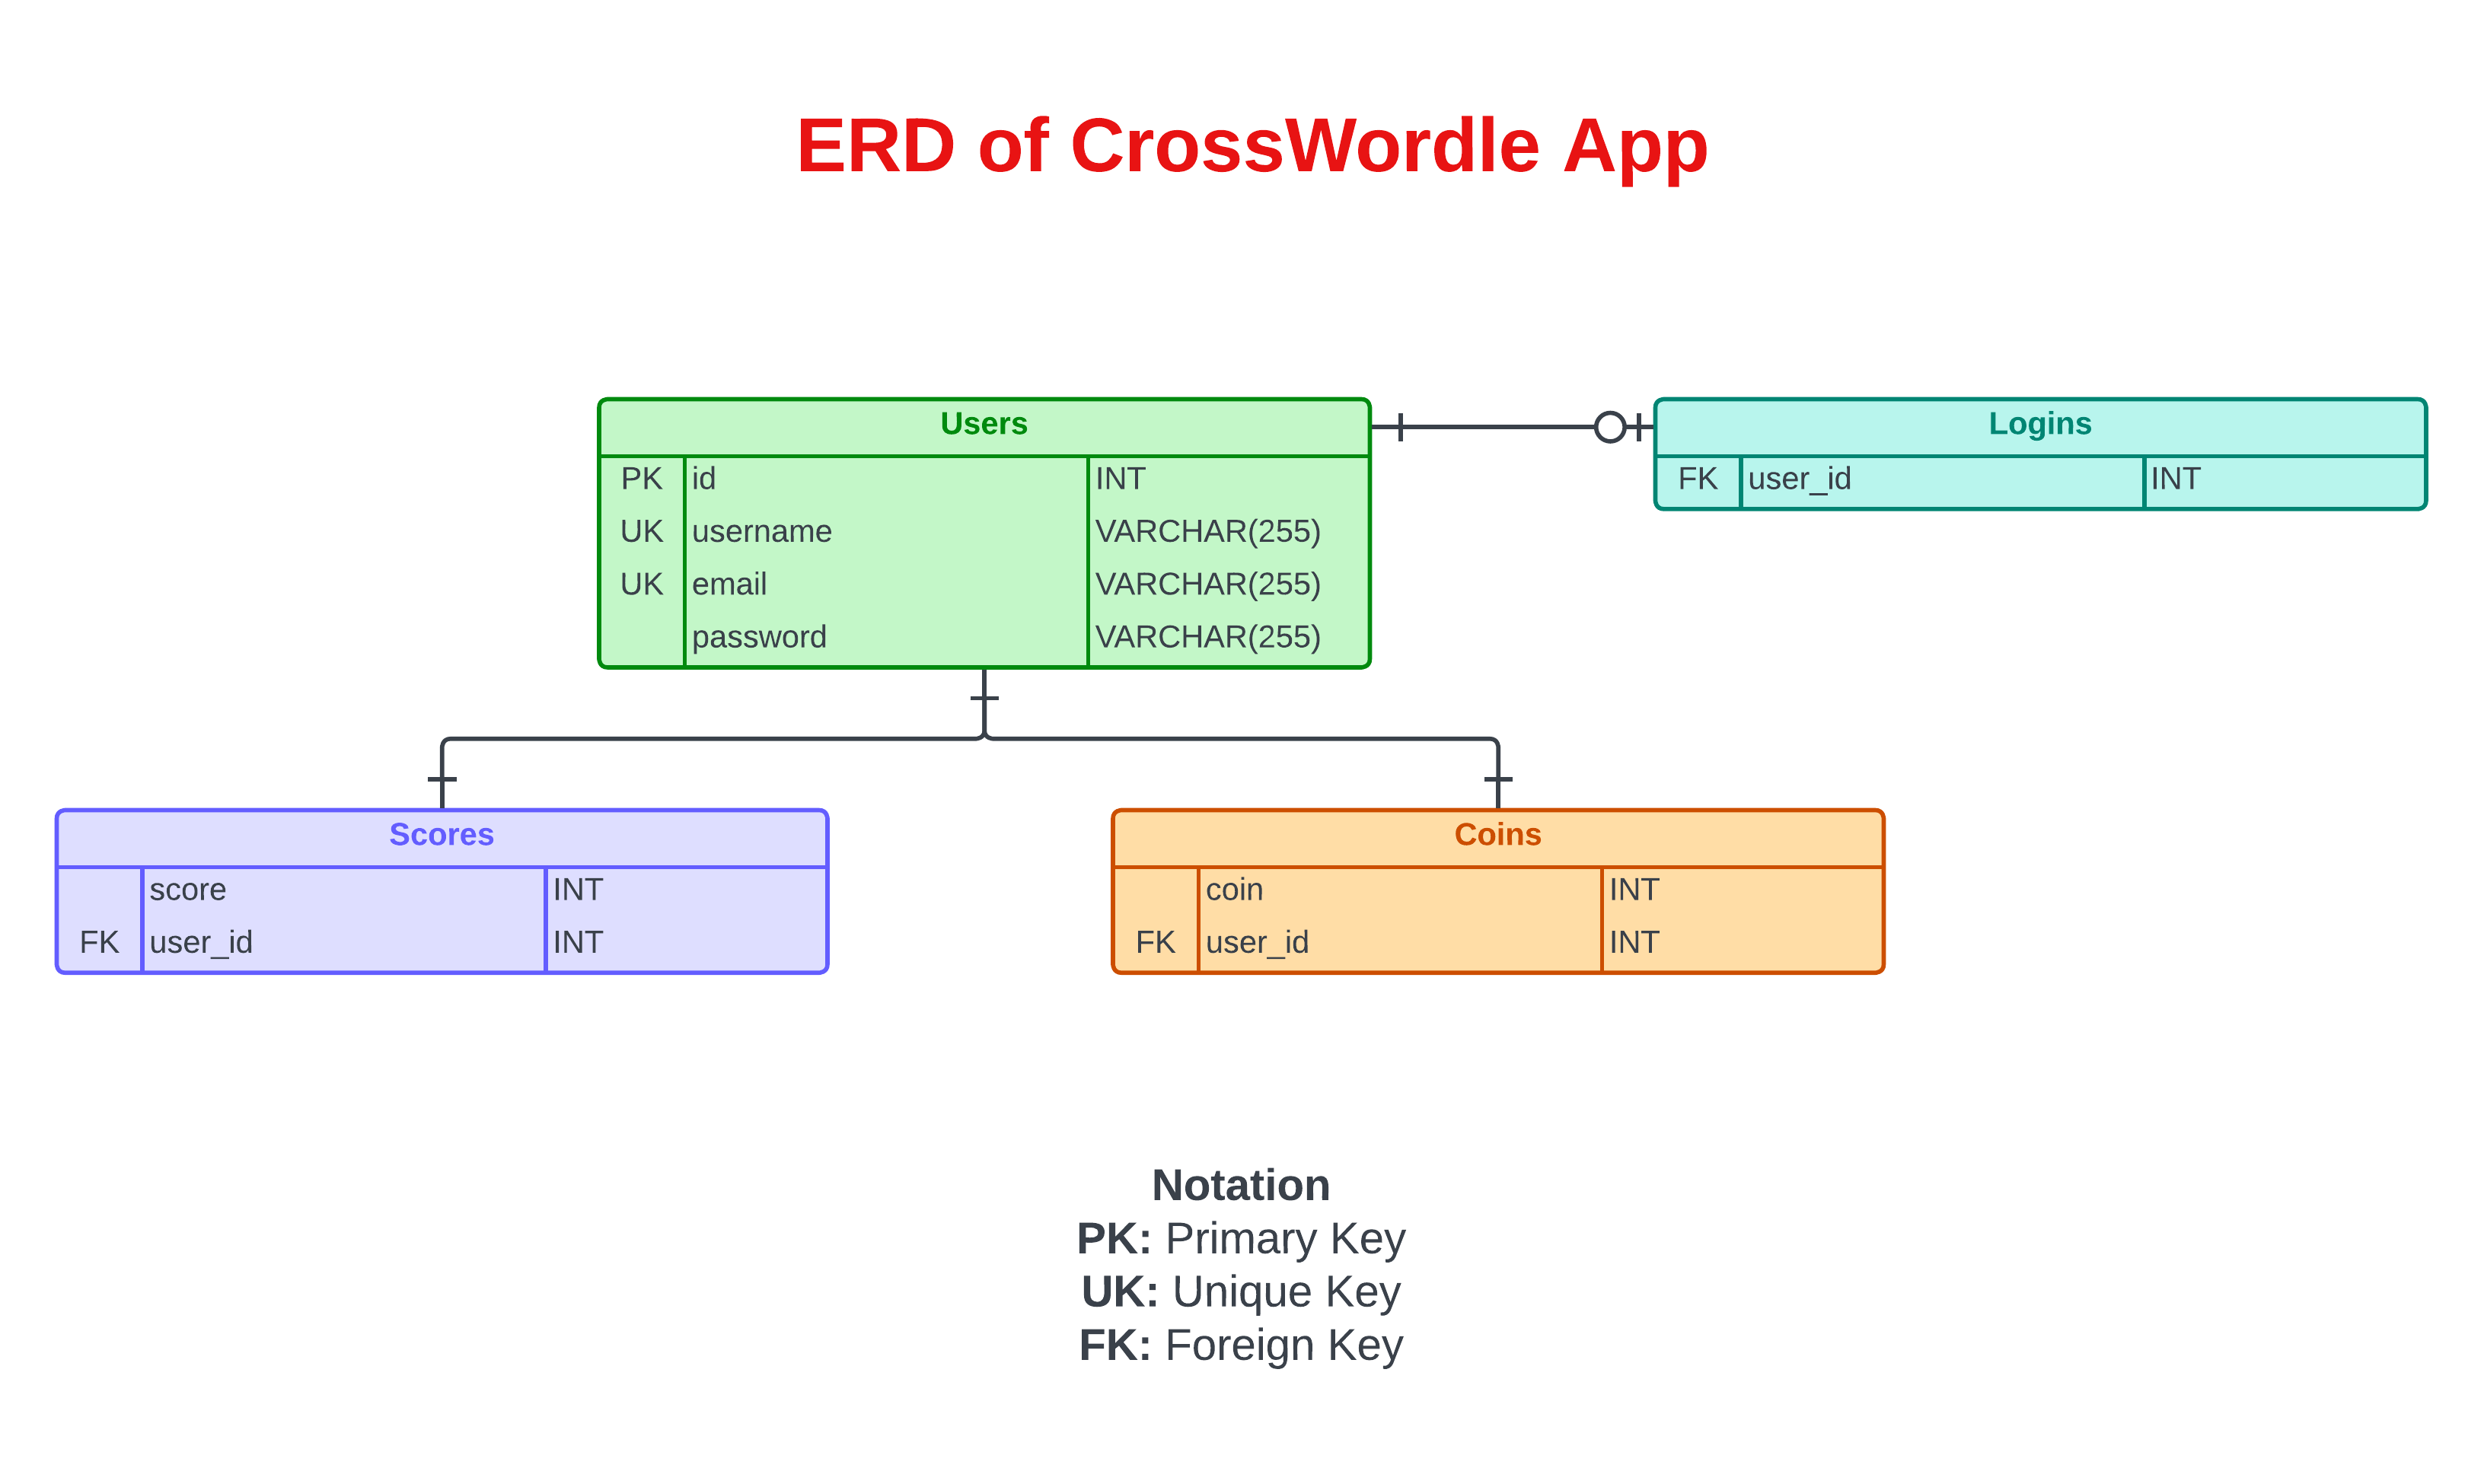 ERD of CrossWordle App
Users
PK id INT
UK username VARCHAR(255)
UK email VARCHAR(255)
password VARCHAR(255)
Logins
FK user_id INT
Scores
score INT
FK user_id INT
Coins
coin INT
FK user_id INT
Notation
PK: Primary Key
UK: Unique Key
FK: Foreign Key